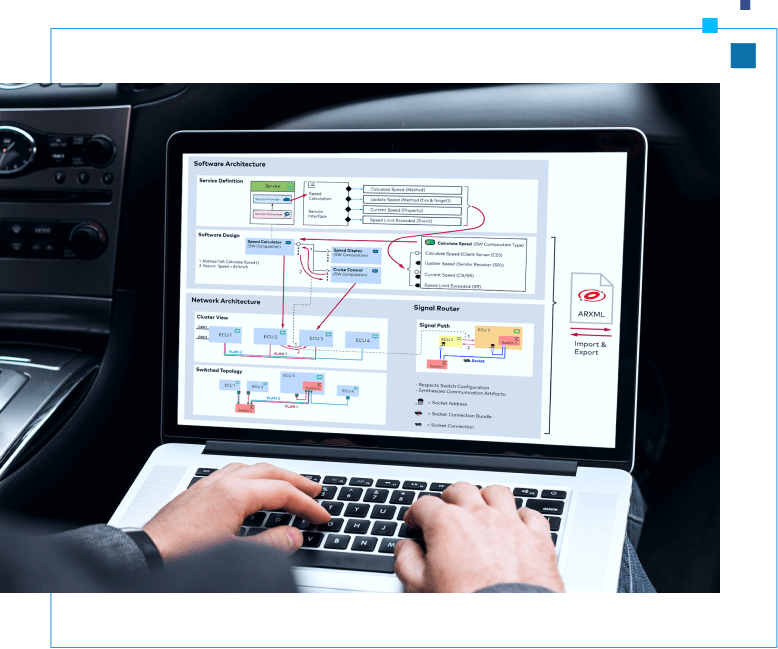 Software Architecture
Service Definition
Service
Service Provider
Service Consumer
Speed
Calculation
Service
Interface
Calculate Speed (Method)
Update Speed (Method (Fire & forget))
Current Speed (Property)
Speed Limit Exceeded (Event)
Software Design
Speed Calculator
(SW Composition)
1. Method Call: Calculate Speed ()
2. Return: Speed = 85 km/h
1
2
Speed Display
(SW Composition)
Cruise Control
(SW Composition)
Calculate Speed (SW Composition Type)
Calculate Speed (Client Server (CS))
Update Speed (Sender Receiver (SR))
Current Speed (CS/SR)
Speed Limit Exceeded (SR)
ARXML
Import &
Export
Network Architecture
Cluster View
ECU 1
ECU 2
ECU 3
ECU 4
VLAN 2
VLAN 1
1
2
Switched Topology
ECU 1
ECU 2
ECU 3
ECU 4
VLAN 2
VLAN 1
Signal Router
Signal Path
ECU 2
ECU 3
Socket
- Respects Switch Configuration
- Synthesizes Communication Artifacts
= Socket Address
= Socket Connection Bundle
= Socket Connection
delete